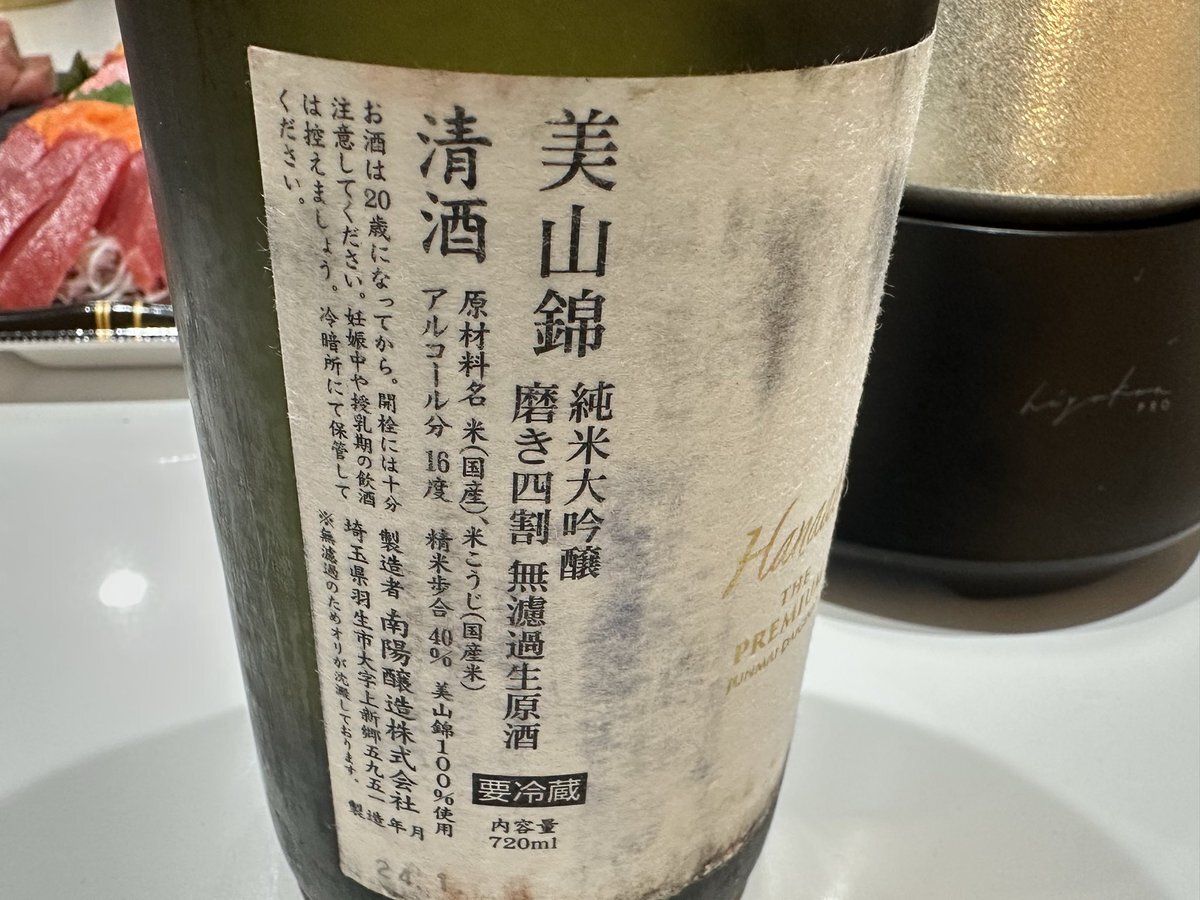 美山錦
純米大吟醸
磨き四割 無濾過生原酒
要冷蔵
内容量
720ml
清酒
原材料名 米(国産)、米こうじ(国産米)
アルコール分 16度 精米歩合 40% 美山錦100%使用
お酒は20歳になってから。開栓には十分
注意してください。妊娠中や授乳期の飲酒
は控えましょう。冷暗所にて保管して
ください。
製造者 南陽醸造株式会社
埼玉県羽生市大字上新郷五九五一
※無濾過のためオリが沈澱しております。
製造年月
24.1
THE
PREMIUM